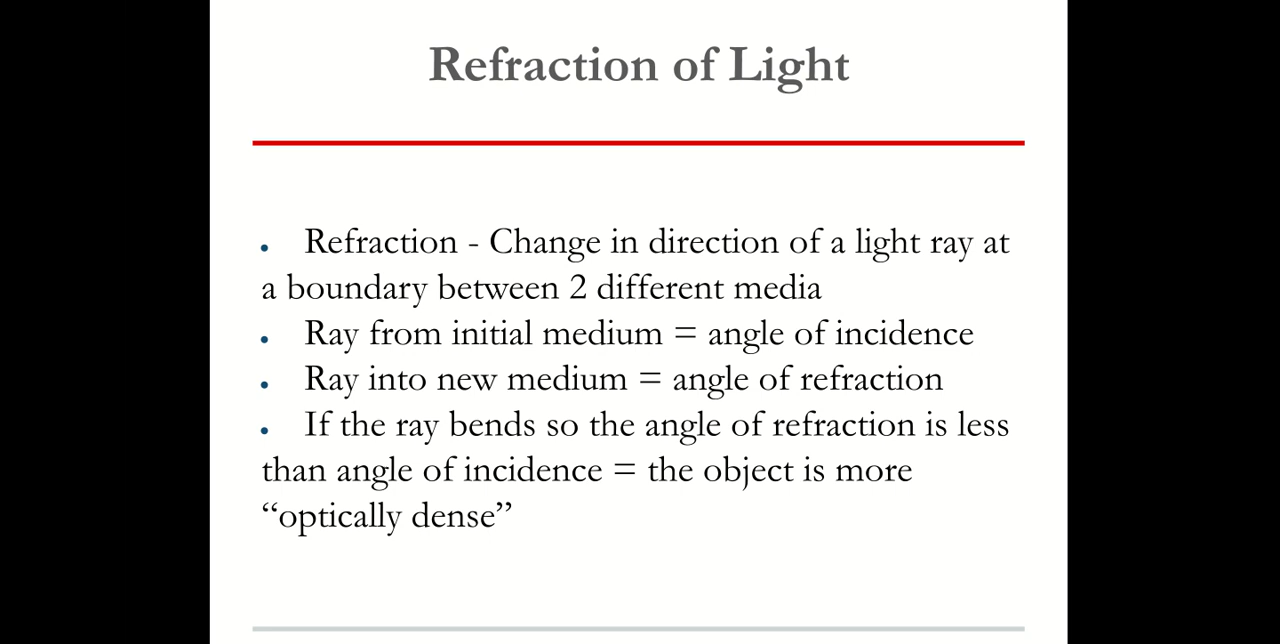 Refraction of Light
• Refraction - Change in direction of a light ray at
a boundary between 2 different media
• Ray from initial medium = angle of incidence
• Ray into new medium = angle of refraction
• If the ray bends so the angle of refraction is less
than angle of incidence = the object is more
“optically dense”